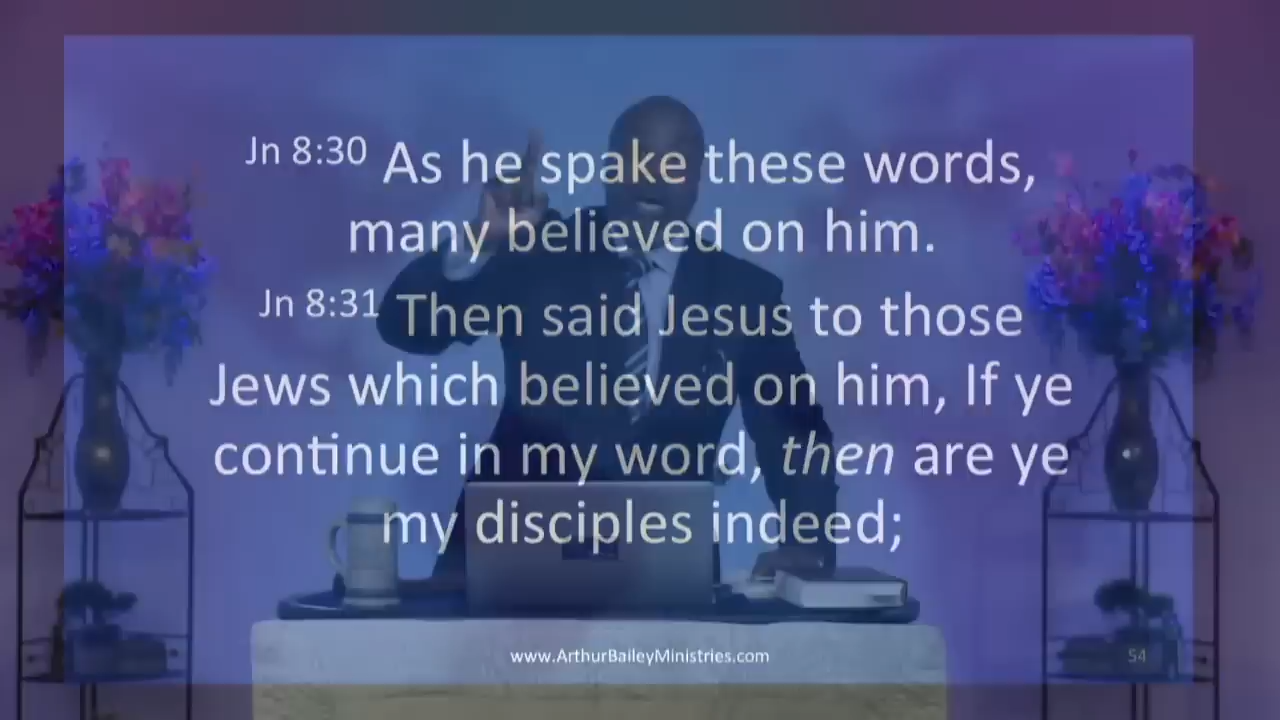 Jn 8:30 As he spake these words,
many believed on him.
Jn 8:31 Then said Jesus to those
Jews which believed on him, If ye
continue in my word, then are ye
my disciples indeed;
www.ArthurBaileyMinistries.com
54